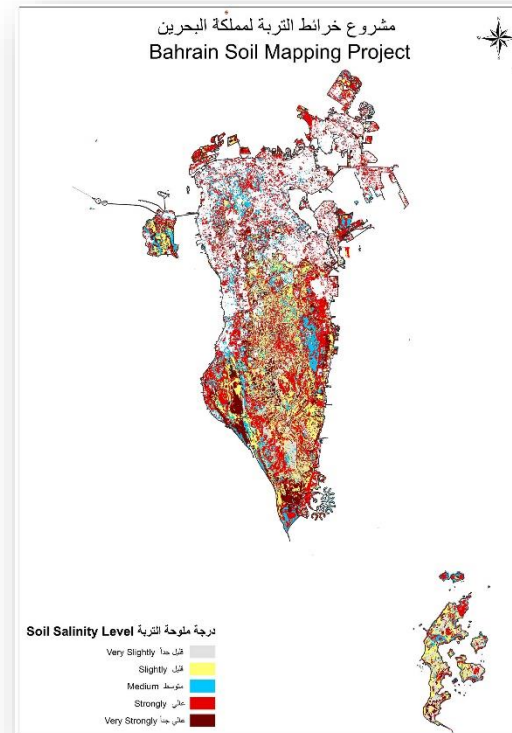 مشروع خرائط التربة لمملكة البحرين
Bahrain Soil Mapping Project
درجة ملوحة التربة Soil Salinity Level
قليل جداً Very Slightly
قليل Slightly
متوسط Medium
عالي Strongly
عالي جداً Very Strongly